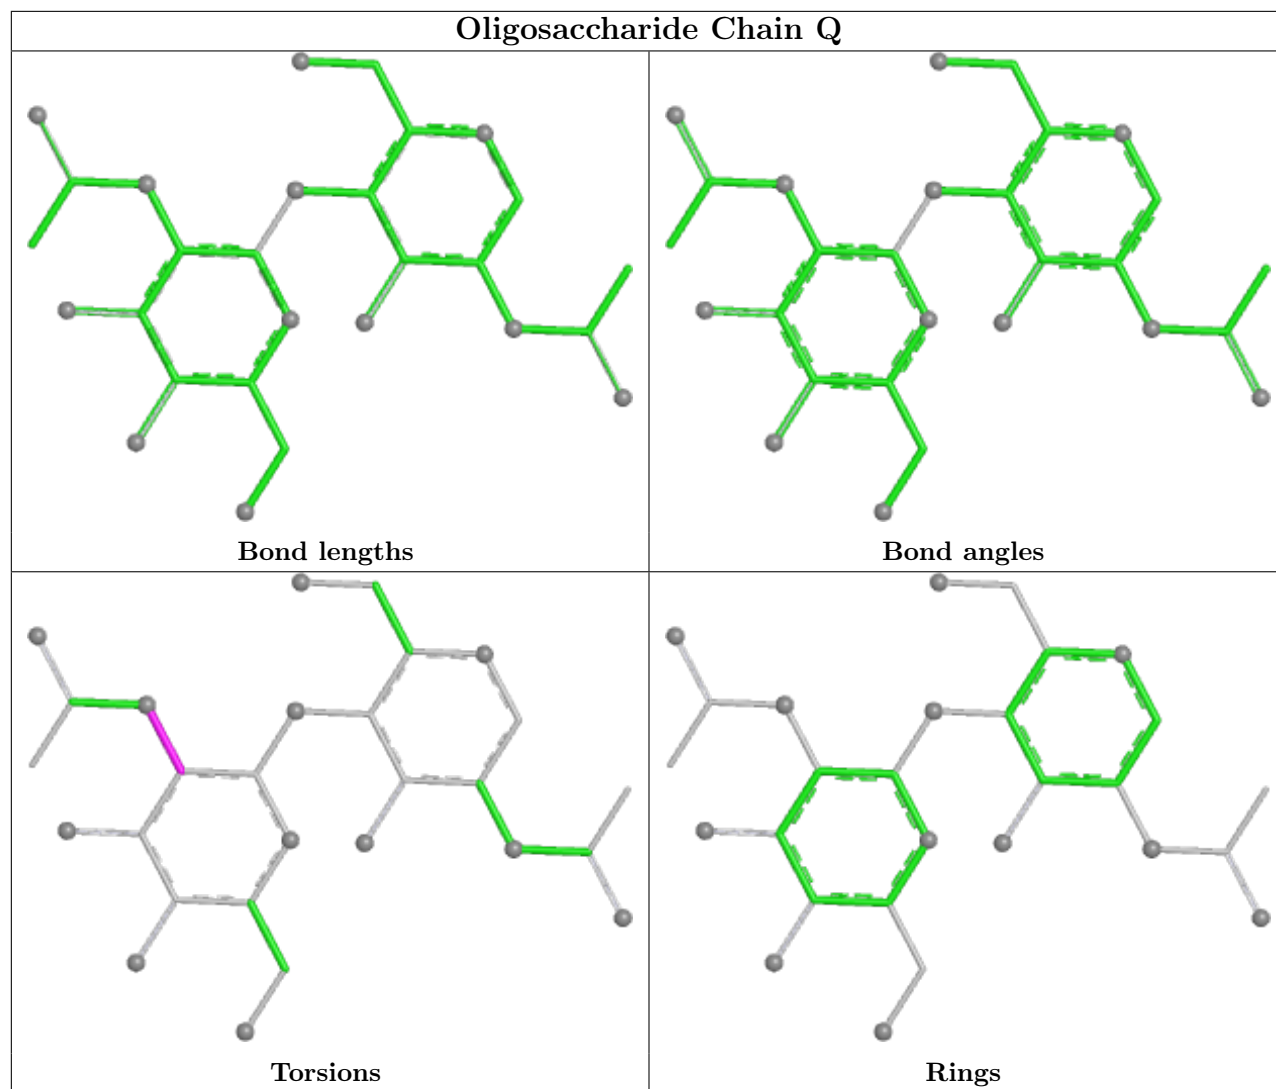 Oligosaccharide Chain Q
Bond lengths
Bond angles
Torsions
Rings